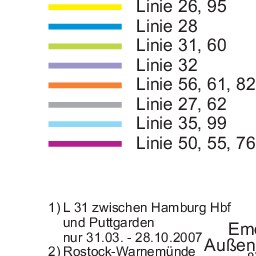 Linie 26, 95
Linie 28
Linie 31, 60
Linie 32
Linie 56, 61, 82
Linie 27, 62
Linie 35, 99
Linie 50, 55, 76
1) L 31 zwischen Hamburg Hbf
und Puttgarden
nur 31.03. - 28.10.2007
2) Rostock-Warnemünde